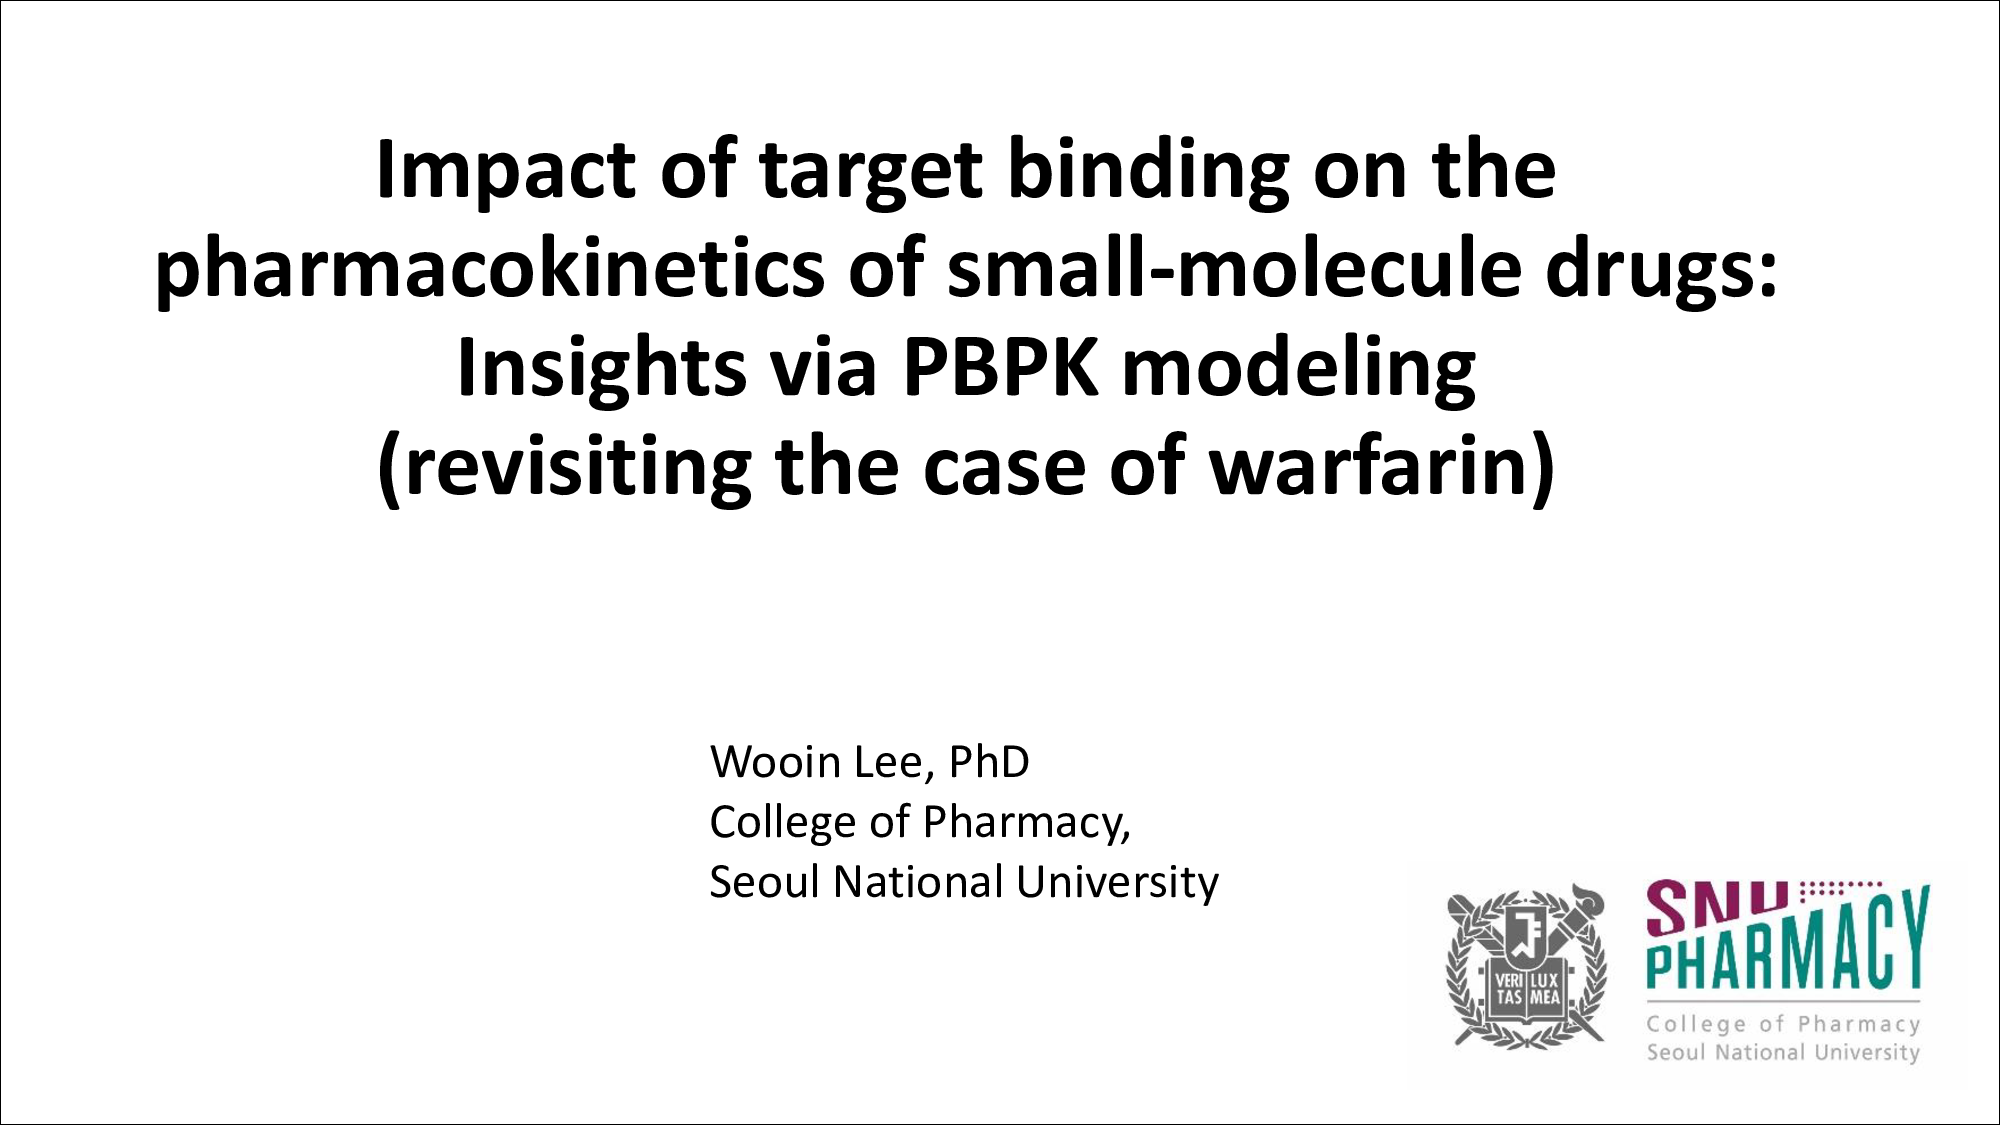 Impact of target binding on the
pharmacokinetics of small-molecule drugs:
Insights via PBPK modeling
(revisiting the case of warfarin)
Wooin Lee, PhD
College of Pharmacy,
Seoul National University
VERI LUX
TAS MEA
SNU
PHARMACY
College of Pharmacy
Seoul National University